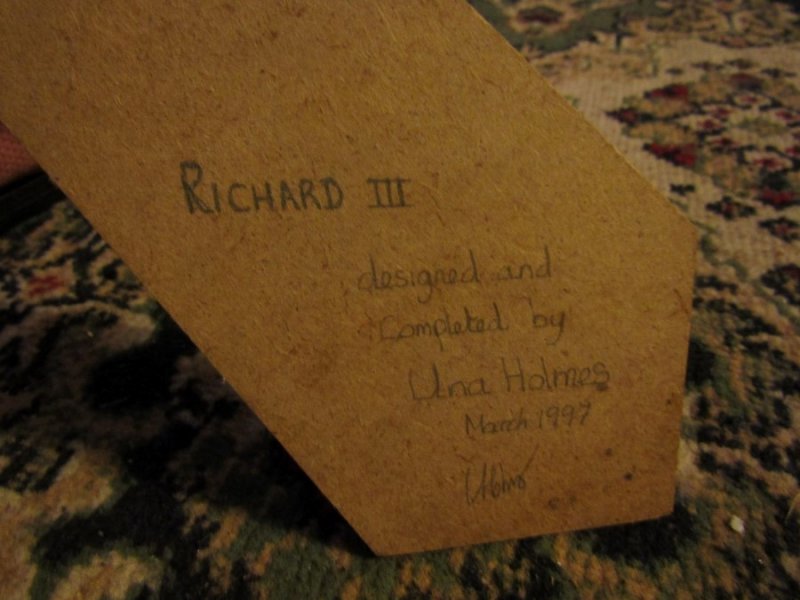 RICHARD III
designed and
Completed by
Una Holmes
March 1997